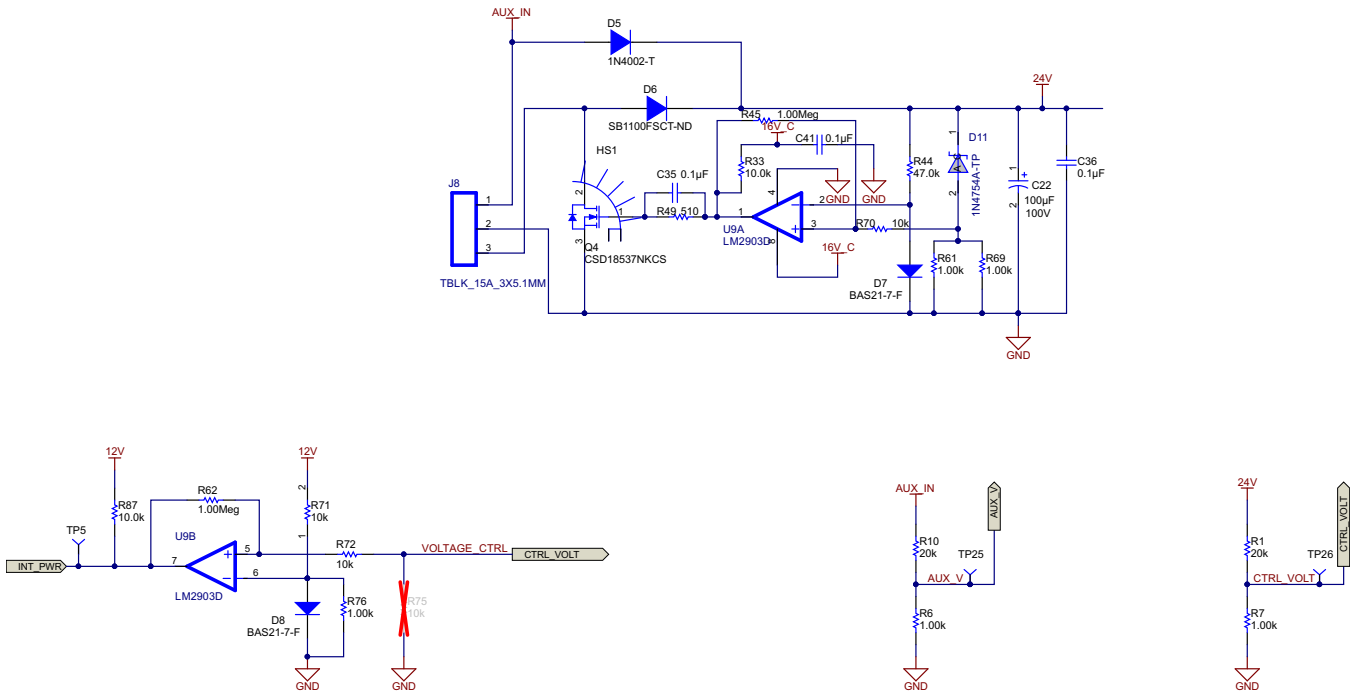 AUX_IN
D5
1N4002-T
D6
SB1100FSCT-ND
24V
R45 1.00Meg
16V_C
C41 0.1µF
D11
1
A
C
2
1N4754A-TP
HS1
R33
10.0k
R44
47.0k
1
C22
100µF
100V
2
C36
0.1µF
J8
1
2
3
TBLK_15A_3X5.1MM
C35 0.1µF
R49 510
2
1
3
Q4
CSD18537NKCS
4
GND
GND
2
3
1
8
U9A
LM2903D
16V_C
R70 10k
D7
BAS21-7-F
R61
1.00k
R69
1.00k
GND
12V
R87
10.0k
TP5
INT_PWR
R62
1.00Meg
U9B
7
5
6
LM2903D
12V
2
R71
10k
1
R72
10k
VOLTAGE_CTRL
CTRL_VOLT
D8
BAS21-7-F
R76
1.00k
R75
10k
GND
GND
AUX_IN
R10
20k
AUX_V
TP25
AUX_V
R6
1.00k
GND
24V
R1
20k
CTRL_VOLT
TP26
CTRL_VOLT
R7
1.00k
GND